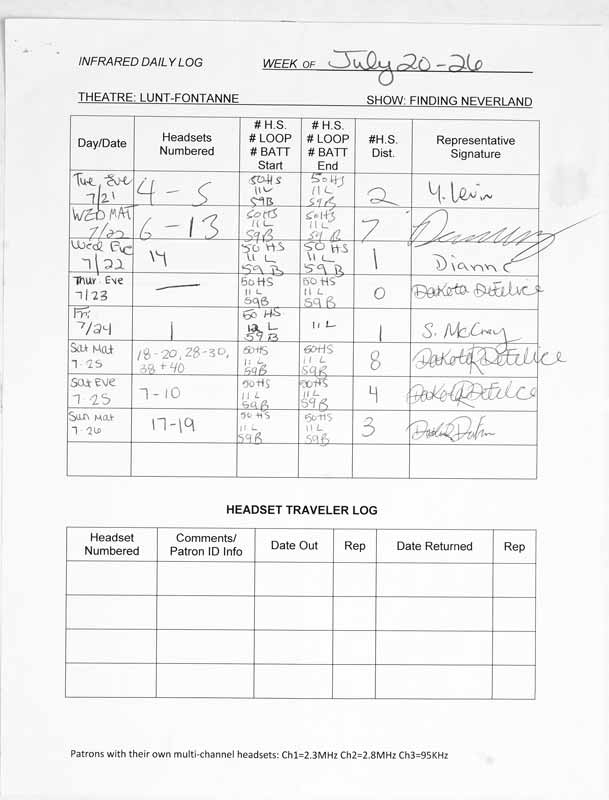 INFRARED DAILY LOG WEEK OF July 20-26
THEATRE: LUNT-FONTANNE SHOW: FINDING NEVERLAND
Day/Date Headsets Numbered # H.S. # LOOP # BATT Start # H.S. # LOOP # BATT End #H.S. Dist. Representative Signature
Tue Eve 7/21 4 - 5 50HS 11L 59B 50HS 11L 59B 2 Y. Levin
WED MAT 7/22 6 - 13 50HS 11L 59B 50HS 11L 59B 7
Wed Eve 7/22 14 50 HS 11 L 59 B 50 HS 11 L 59 B 1 Dianne
Thur. Eve 7/23 — 50 HS 11 L 59B 50HS 11 L 59B 0 Dakota DeFelice
Fri 7/24 1 50 HS 11 L 59 B 11 L 1 S. McCray
Sat Mat 7-25 18-20, 28-30, 38 + 40 50HS 11L 59B 50HS 11 L 59B 8 Dakota R DeFelice
Sat Eve 7-25 7-10 50HS 11L 59B 50HS 11L 59B 4 Dakota R DeFelice
Sun Mat 7-26 17-19 50 HS 11 L 59B 50HS 11 L 59B 3
HEADSET TRAVELER LOG
Headset Numbered Comments/ Patron ID Info Date Out Rep Date Returned Rep
Patrons with their own multi-channel headsets: Ch1=2.3MHz Ch2=2.8MHz Ch3=95KHz